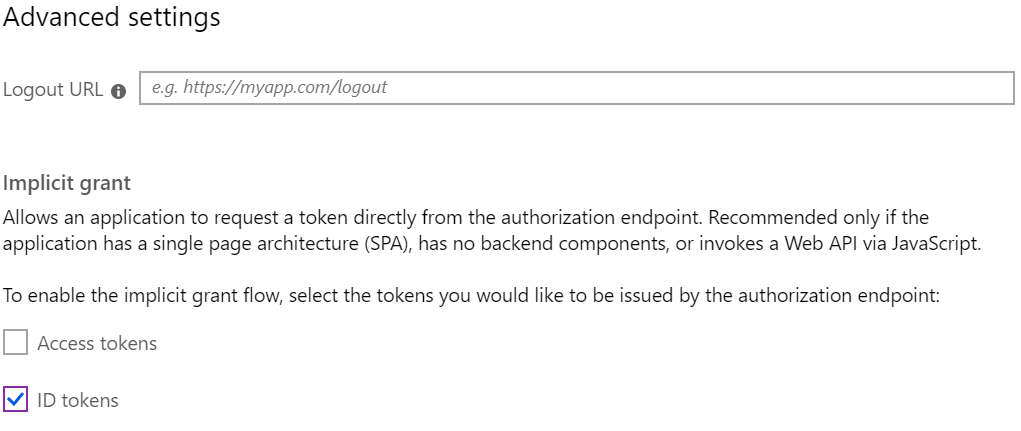 Advanced settings
Logout URL e.g. https://myapp.com/logout
Implicit grant
Allows an application to request a token directly from the authorization endpoint. Recommended only if the
application has a single page architecture (SPA), has no backend components, or invokes a Web API via JavaScript.
To enable the implicit grant flow, select the tokens you would like to be issued by the authorization endpoint:
Access tokens
ID tokens